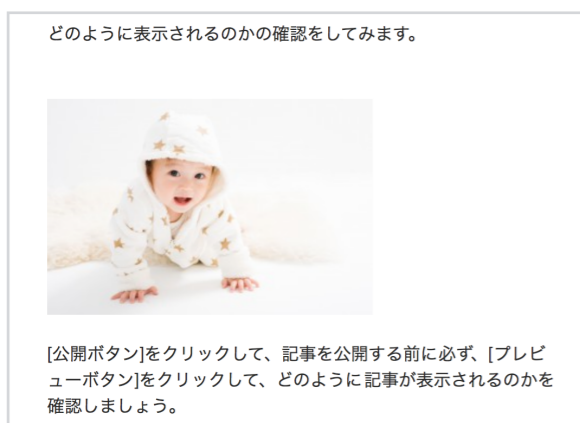 どのように表示されるのかの確認をしてみます。
[公開ボタン]をクリックして、記事を公開する前に必ず、[プレビ
ューボタン]をクリックして、どのように記事が表示されるのかを
確認しましょう。